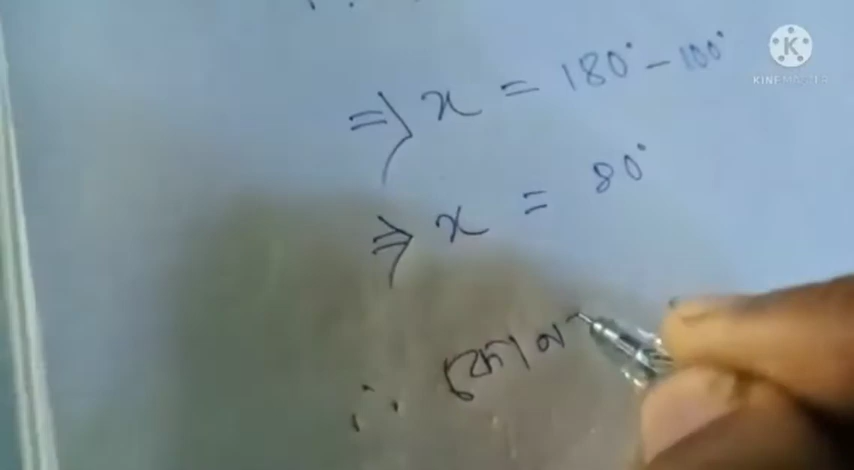 ⇒ x = 180° - 100°
⇒ x = 80°
∴
KINEMASTER